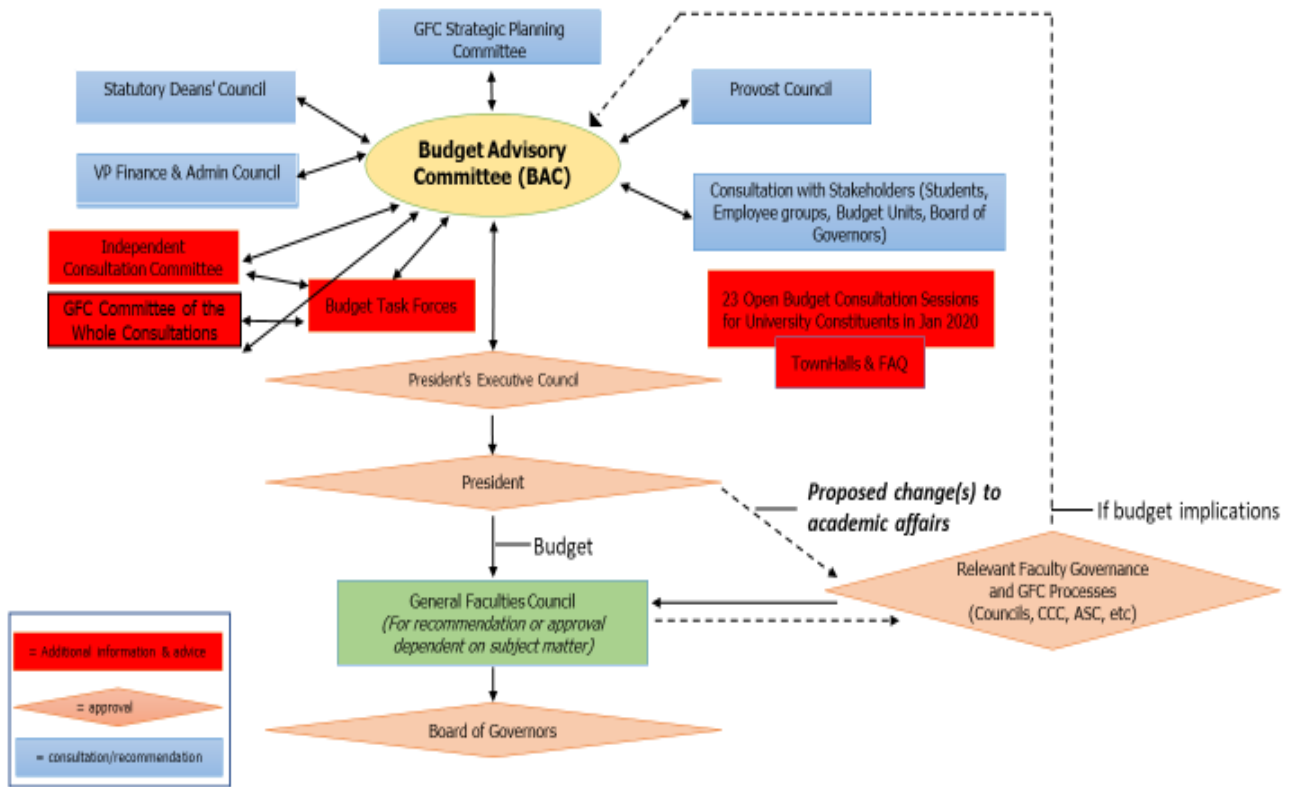 GFC Strategic Planning
Committee
Statutory Deans' Council
Provost Council
Budget Advisory
Committee (BAC)
VP Finance & Admin Council
Consultation with Stakeholders (Students,
Employee groups, Budget Units, Board of
Governors)
Independent
Consultation Committee
GFC Committee of the
Whole Consultations
Budget Task Forces
23 Open Budget Consultation Sessions
for University Constituents in Jan 2020
TownHalls & FAQ
President's Executive Council
President
Proposed change(s) to
academic affairs
If budget implications
Budget
Relevant Faculty Governance
and GFC Processes
(Councils, CCC, ASC, etc)
General Faculties Council
(For recommendation or approval
dependent on subject matter)
Board of Governors
= Additional information & advice
= approval
= consultation/recommendation